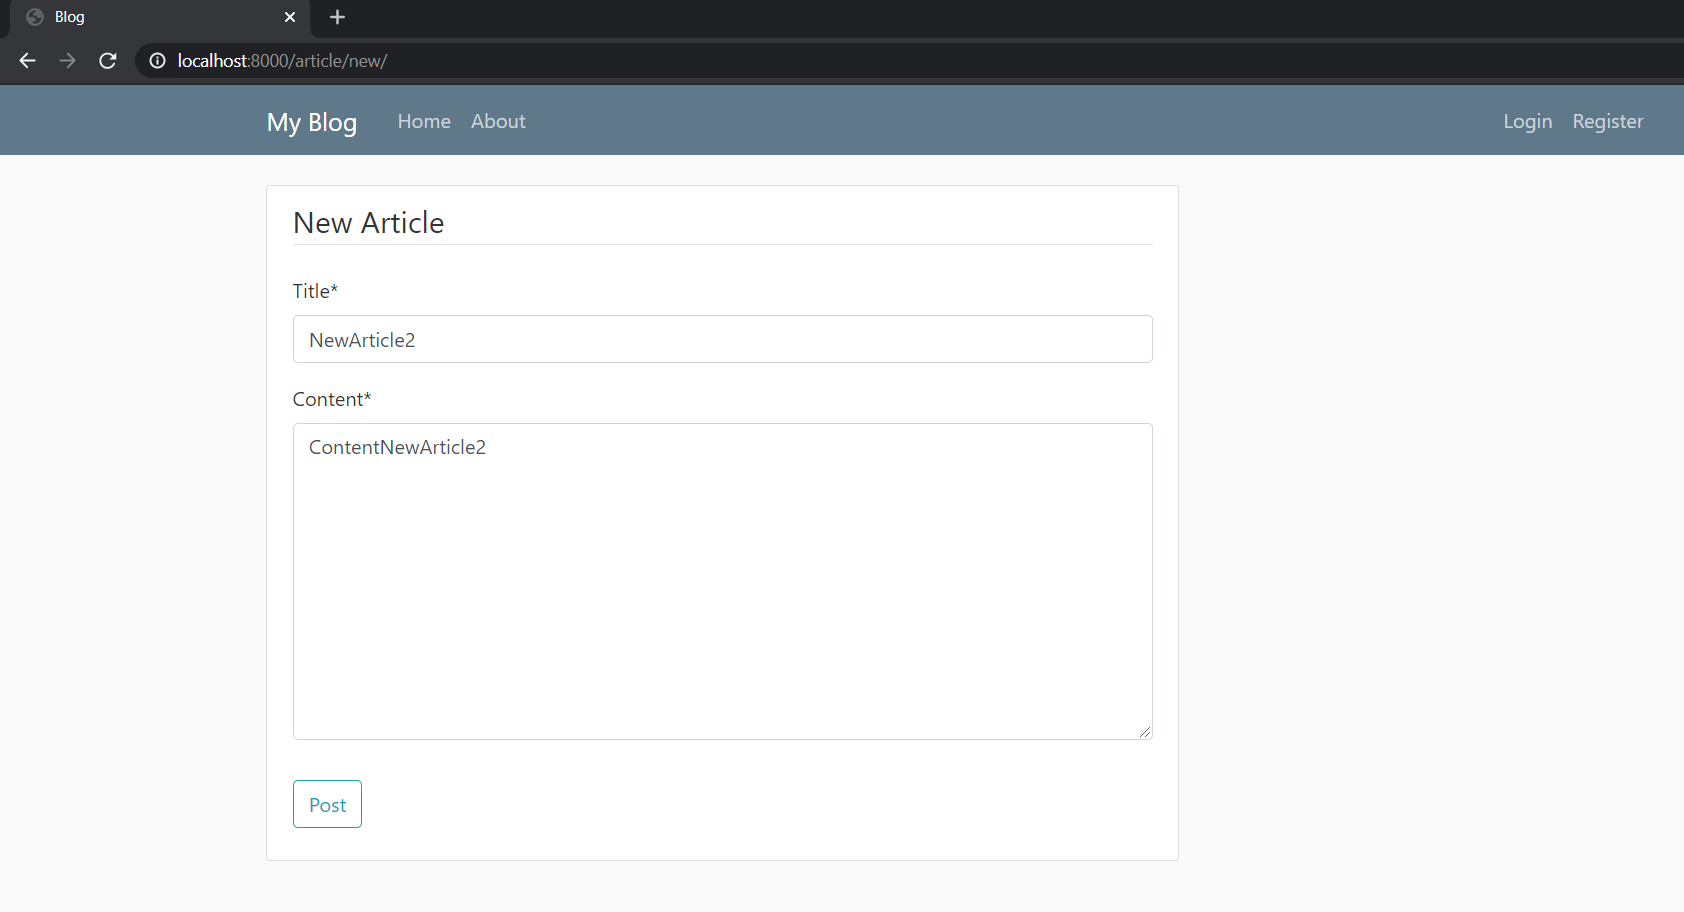 Blog
localhost:8000/article/new/
My Blog Home About Login Register
New Article
Title*
NewArticle2
Content*
ContentNewArticle2
Post